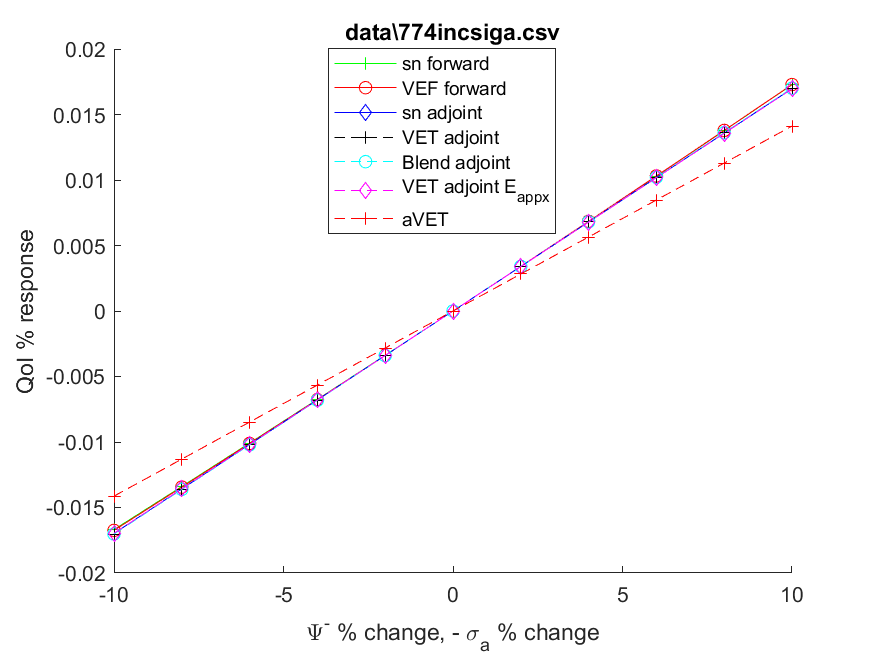 data\774incsiga.csv
sn forward
VEF forward
sn adjoint
VET adjoint
Blend adjoint
VET adjoint E_appx
aVET
0.02
0.015
0.01
0.005
0
-0.005
-0.01
-0.015
-0.02
QoI % response
-10
-5
0
5
10
Ψ⁻ % change, - σ_a % change